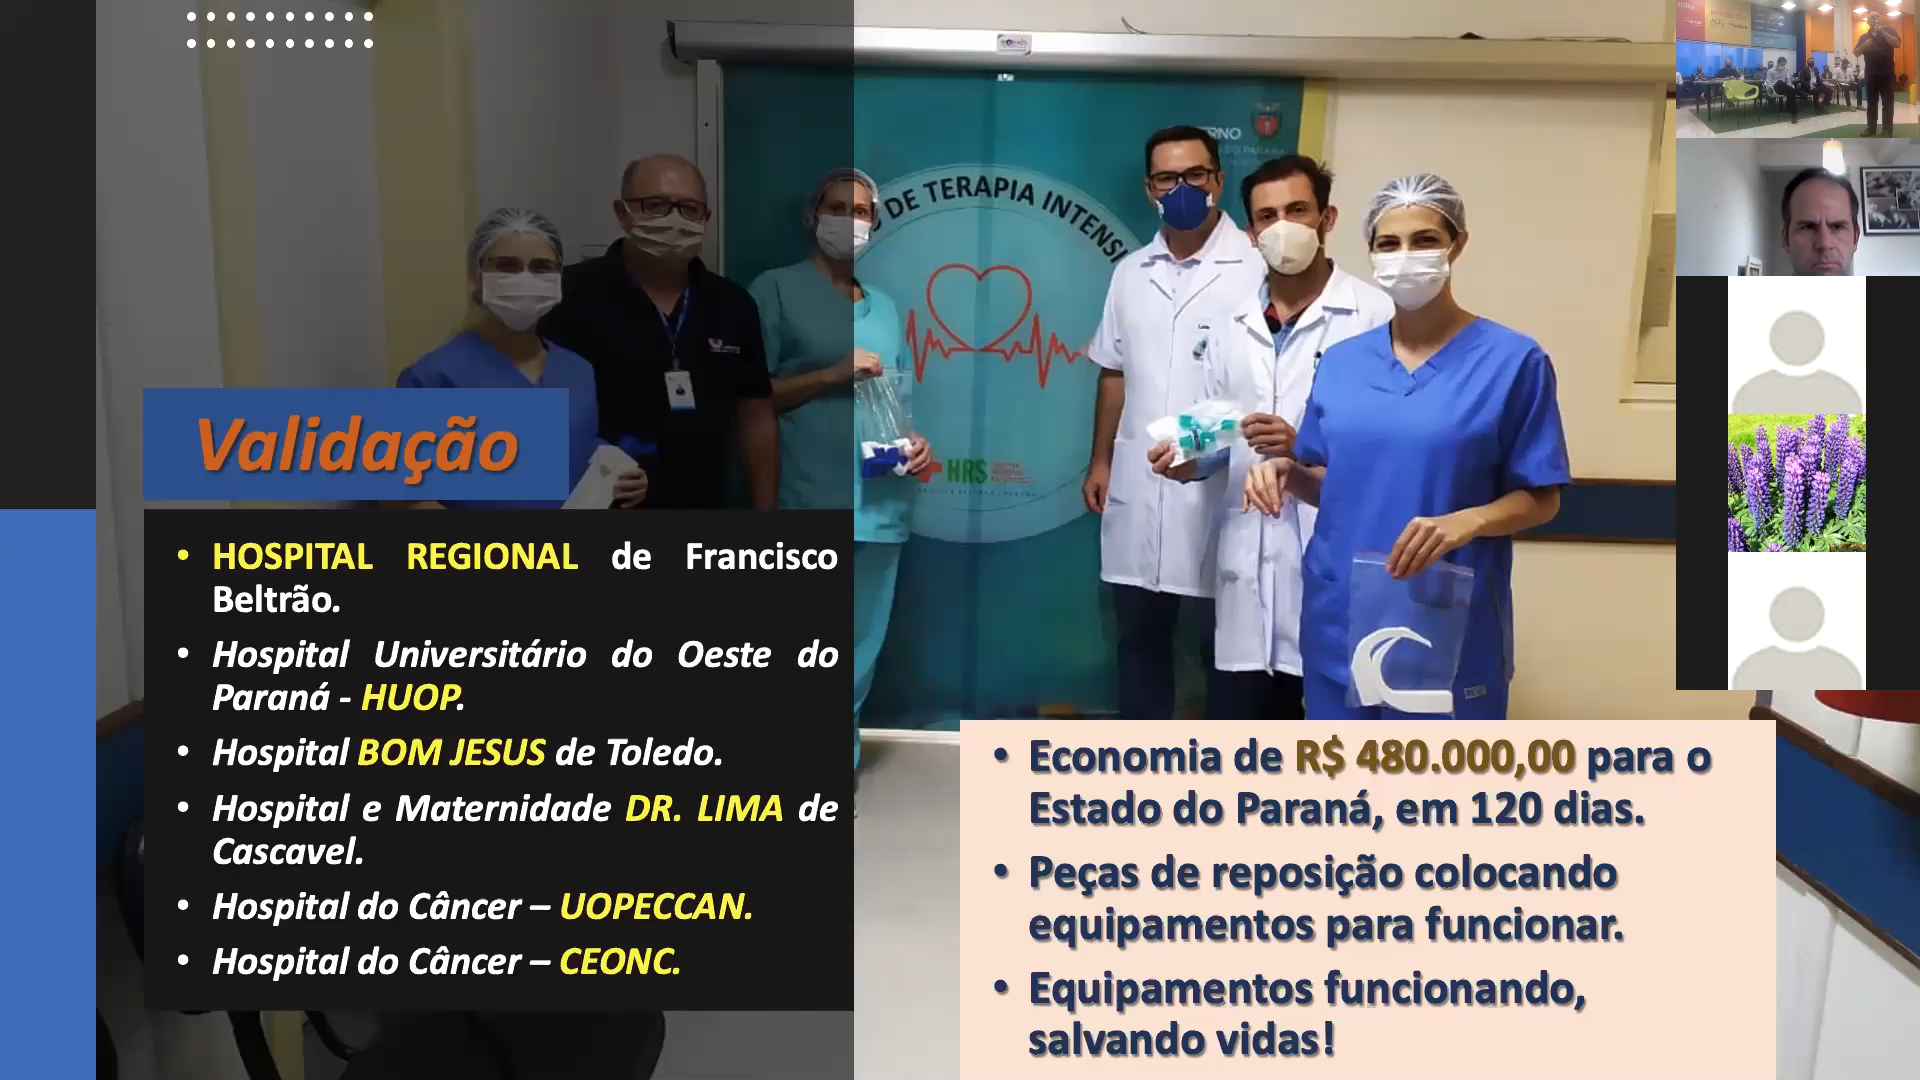 DE TERAPIA INTENSI
HRS
Validação
• HOSPITAL REGIONAL de Francisco
Beltrão.
• Hospital Universitário do Oeste do
Paraná - HUOP.
• Hospital BOM JESUS de Toledo.
• Hospital e Maternidade DR. LIMA de
Cascavel.
• Hospital do Câncer – UOPECCAN.
• Hospital do Câncer – CEONC.
• Economia de R$ 480.000,00 para o
Estado do Paraná, em 120 dias.
• Peças de reposição colocando
equipamentos para funcionar.
• Equipamentos funcionando,
salvando vidas!